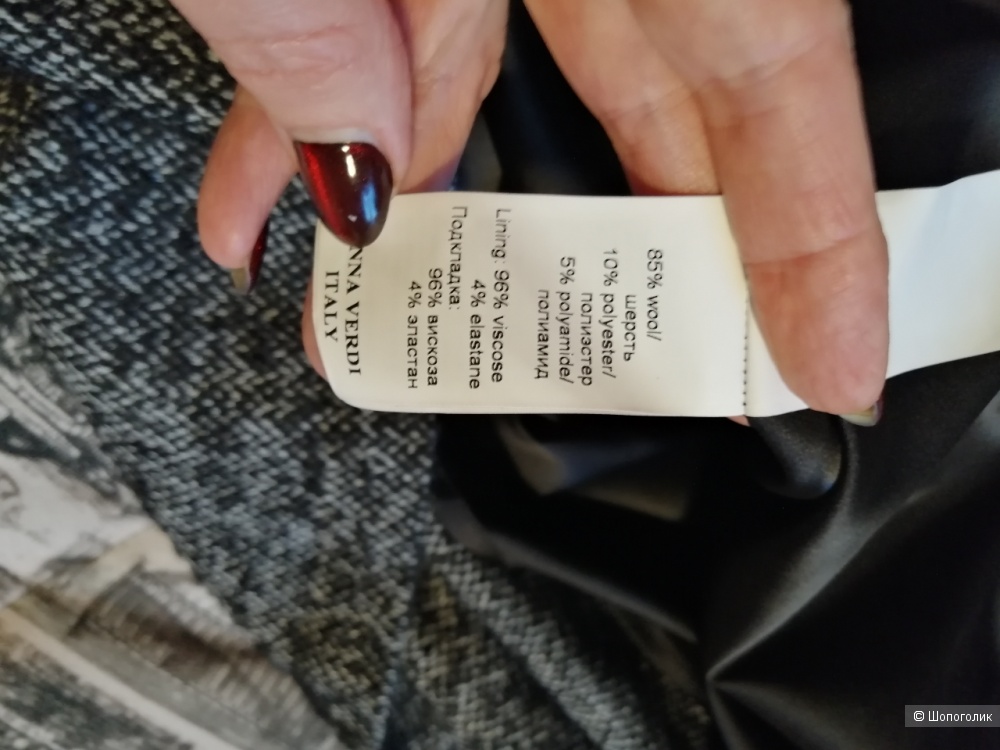 85% wool/
шерсть
10% polyester/
полиэстер
5% polyamide/
полиамид
Lining: 96% viscose
4% elastane
Подкладка:
96% вискоза
4% эластан
VERDI
ITALY
© Шопоголик